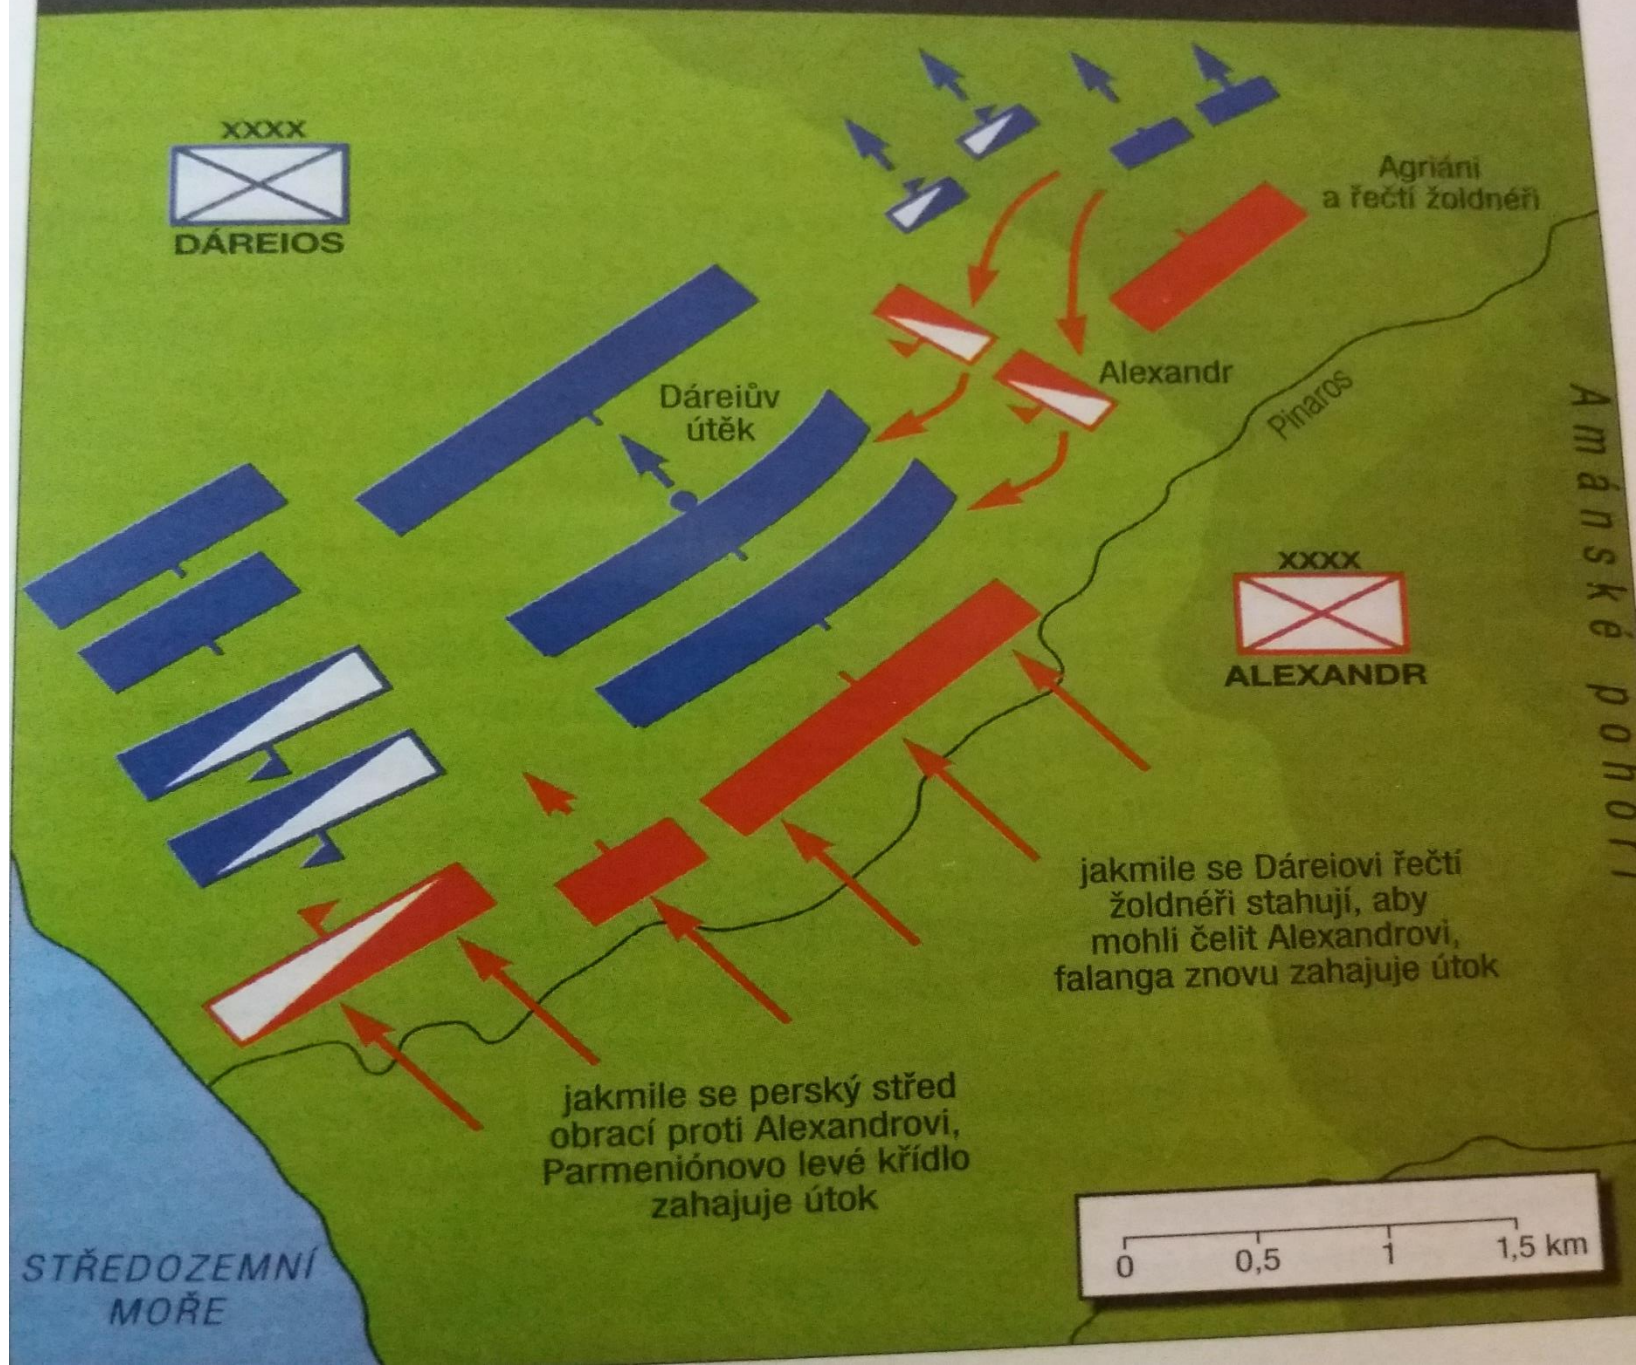 XXXX
DÁREIOS
Agriáni
a řečtí žoldnéři
Alexandr
Dáreiův
útěk
Pinaros
Amánské pohoří
XXXX
ALEXANDR
jakmile se Dáreiovi řečtí
žoldnéři stahují, aby
mohli čelit Alexandrovi,
falanga znovu zahajuje útok
jakmile se perský střed
obrací proti Alexandrovi,
Parmeniónovo levé křídlo
zahajuje útok
STŘEDOZEMNÍ
MOŘE
0 0,5 1 1,5 km